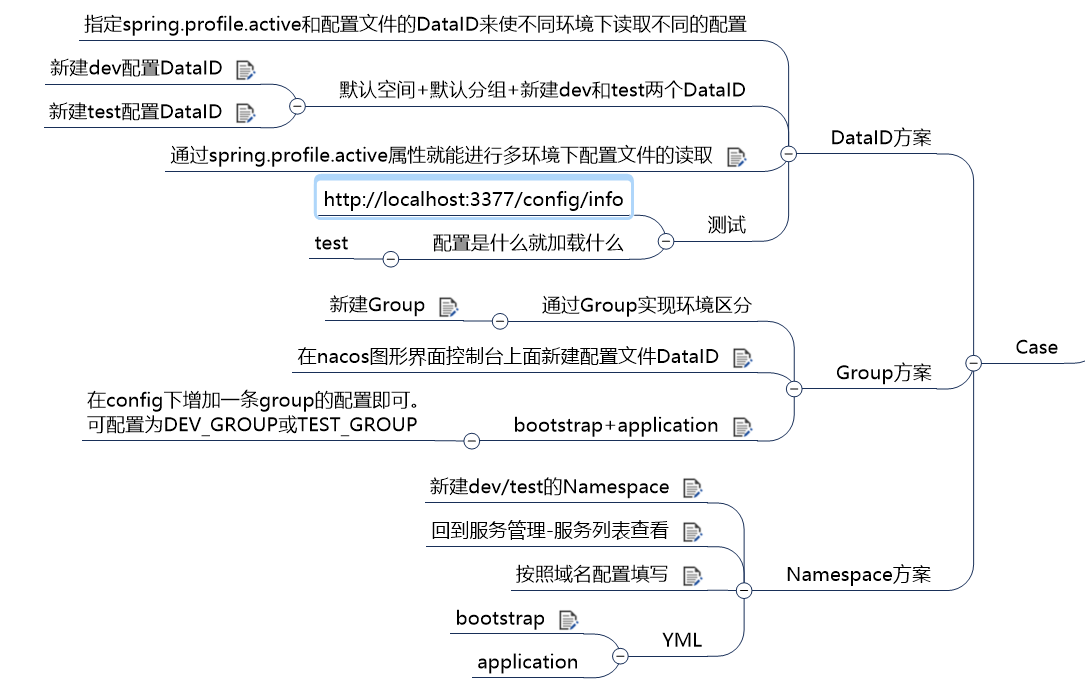 指定spring.profile.active和配置文件的DataID来使不同环境下读取不同的配置
新建dev配置DataID
默认空间+默认分组+新建dev和test两个DataID
新建test配置DataID
DataID方案
通过spring.profile.active属性就能进行多环境下配置文件的读取
http://localhost:3377/config/info
测试
test
配置是什么就加载什么
新建Group
通过Group实现环境区分
Case
在nacos图形界面控制台上面新建配置文件DataID
Group方案
在config下增加一条group的配置即可。
可配置为DEV_GROUP或TEST_GROUP
bootstrap+application
新建dev/test的Namespace
回到服务管理-服务列表查看
按照域名配置填写
Namespace方案
bootstrap
YML
application